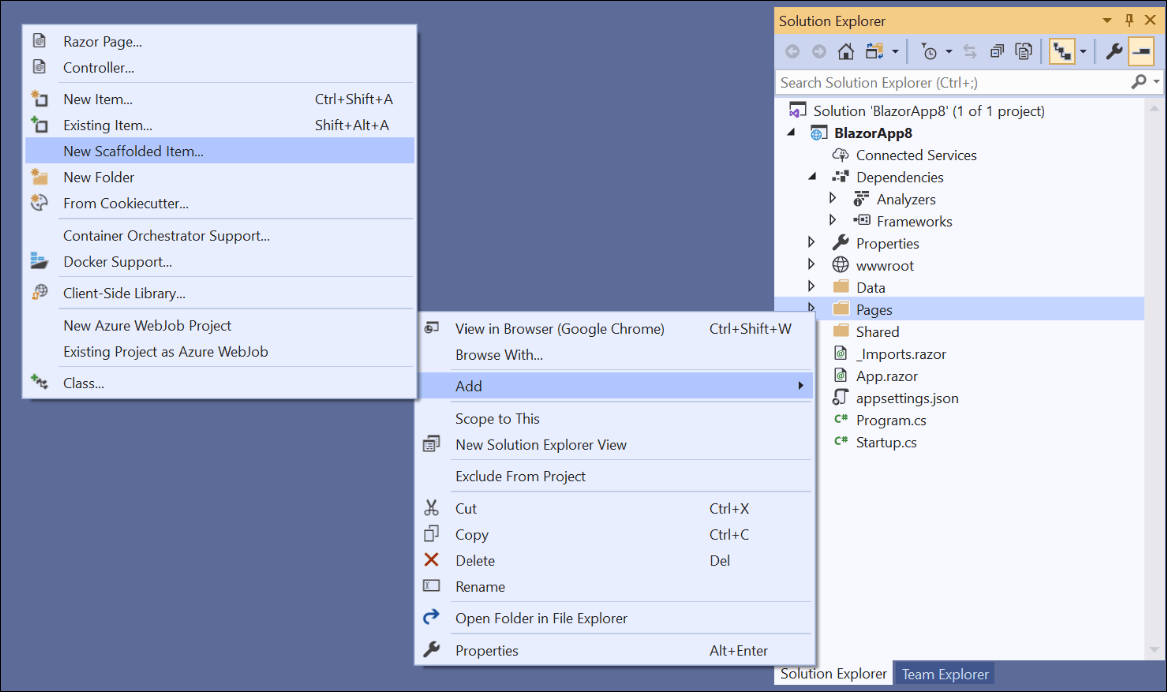 Razor Page...
Controller...
New Item... Ctrl+Shift+A
Existing Item... Shift+Alt+A
New Scaffolded Item...
New Folder
From Cookiecutter...
Container Orchestrator Support...
Docker Support...
Client-Side Library...
New Azure WebJob Project
Existing Project as Azure WebJob
Class...
View in Browser (Google Chrome) Ctrl+Shift+W
Browse With...
Add
Scope to This
New Solution Explorer View
Exclude From Project
Cut Ctrl+X
Copy Ctrl+C
Delete Del
Rename
Open Folder in File Explorer
Properties Alt+Enter
Solution Explorer
Search Solution Explorer (Ctrl+;)
Solution 'BlazorApp8' (1 of 1 project)
BlazorApp8
Connected Services
Dependencies
Analyzers
Frameworks
Properties
wwwroot
Data
Pages
Shared
_Imports.razor
App.razor
appsettings.json
C# Program.cs
C# Startup.cs
Solution Explorer Team Explorer